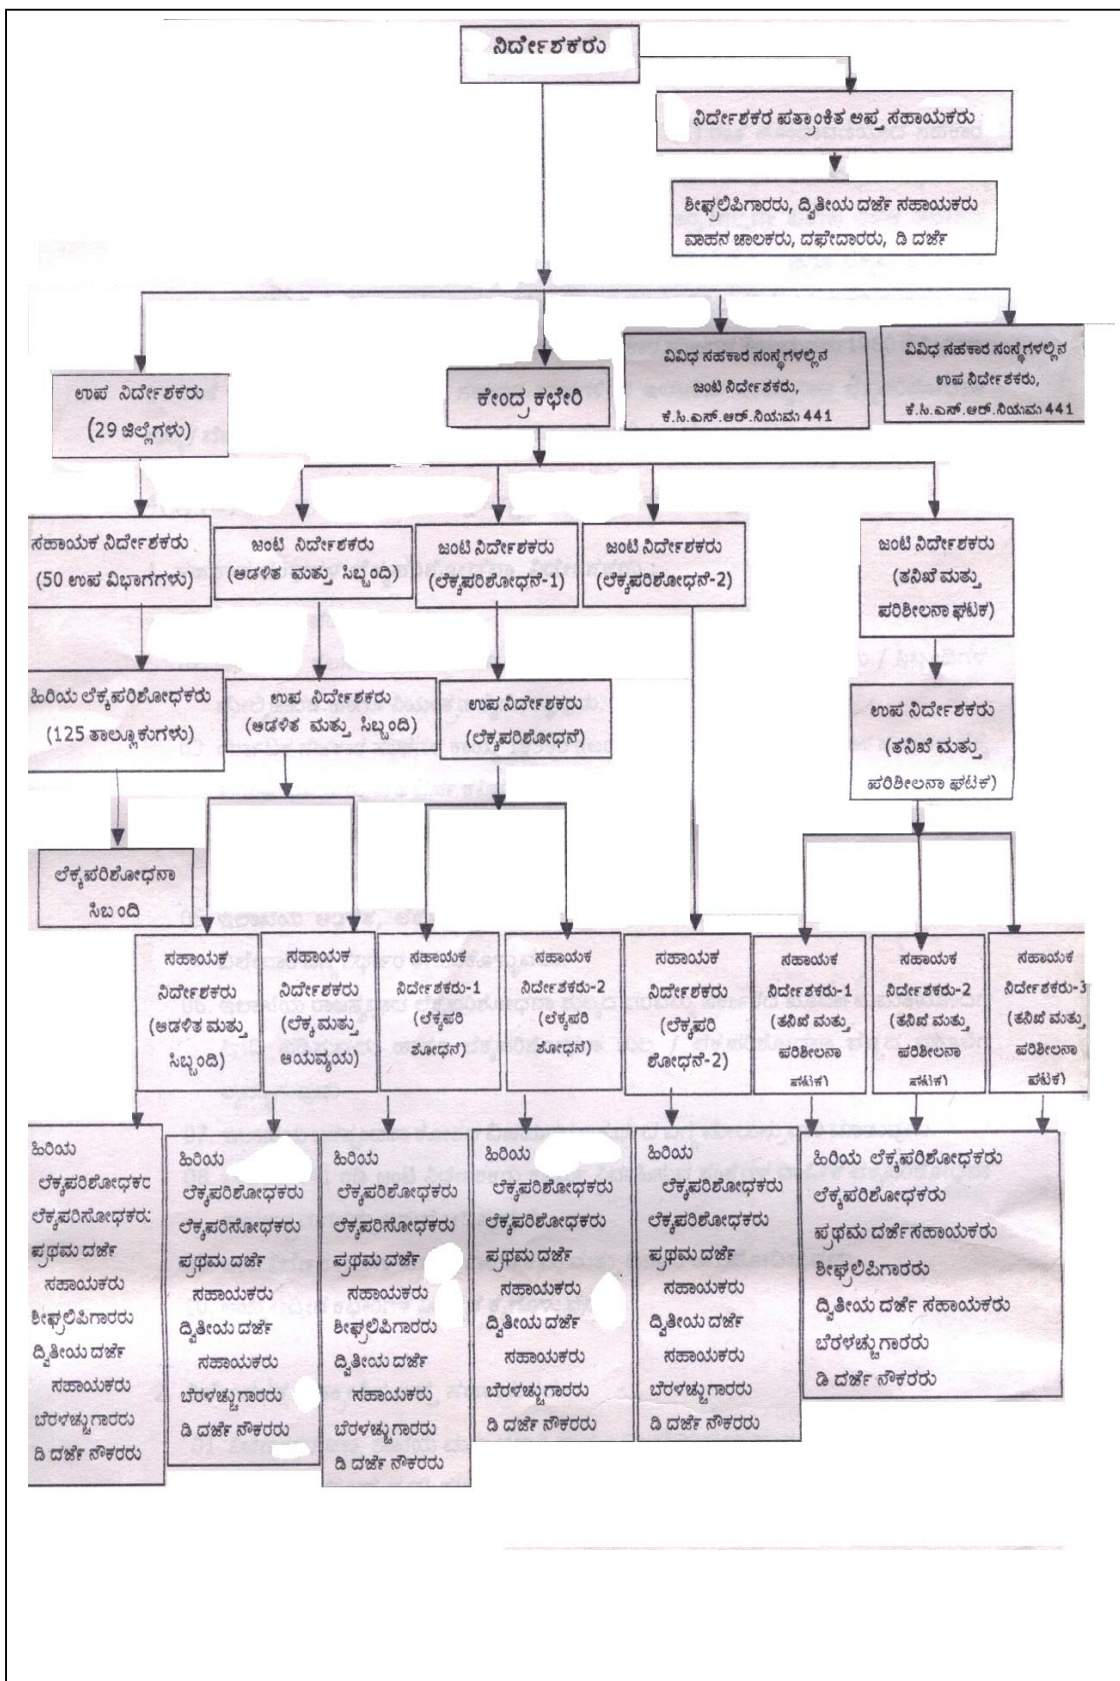 ನಿರ್ದೇಶಕರು
ನಿರ್ದೇಶಕರ ಪತ್ರಾಂಕಿತ ಆಪ್ತ ಸಹಾಯಕರು
ಶೀಘ್ರಲಿಪಿಗಾರರು, ದ್ವಿತೀಯ ದರ್ಜೆ ಸಹಾಯಕರು
ವಾಹನ ಚಾಲಕರು, ದಫೇದಾರರು, ಡಿ ದರ್ಜೆ
ಉಪ ನಿರ್ದೇಶಕರು
(29 ಜಿಲ್ಲೆಗಳು)
ಕೇಂದ್ರ ಕಛೇರಿ
ವಿವಿಧ ಸಹಕಾರ ಸಂಸ್ಥೆಗಳಲ್ಲಿನ
ಜಂಟಿ ನಿರ್ದೇಶಕರು,
ಕೆ.ಸಿ.ಎಸ್.ಆರ್.ನಿಯಮ 441
ವಿವಿಧ ಸಹಕಾರ ಸಂಸ್ಥೆಗಳಲ್ಲಿನ
ಉಪ ನಿರ್ದೇಶಕರು,
ಕೆ.ಸಿ.ಎಸ್.ಆರ್.ನಿಯಮ 441
ಸಹಾಯಕ ನಿರ್ದೇಶಕರು
(50 ಉಪ ವಿಭಾಗಗಳು)
ಜಂಟಿ ನಿರ್ದೇಶಕರು
(ಆಡಳಿತ ಮತ್ತು ಸಿಬ್ಬಂದಿ)
ಜಂಟಿ ನಿರ್ದೇಶಕರು
(ಲೆಕ್ಕಪರಿಶೋಧನೆ-1)
ಜಂಟಿ ನಿರ್ದೇಶಕರು
(ಲೆಕ್ಕಪರಿಶೋಧನೆ-2)
ಜಂಟಿ ನಿರ್ದೇಶಕರು
(ತನಿಖೆ ಮತ್ತು
ಪರಿಶೀಲನಾ ಘಟಕ)
ಹಿರಿಯ ಲೆಕ್ಕಪರಿಶೋಧಕರು
(125 ತಾಲ್ಲೂಕುಗಳು)
ಉಪ ನಿರ್ದೇಶಕರು
(ಆಡಳಿತ ಮತ್ತು ಸಿಬ್ಬಂದಿ)
ಉಪ ನಿರ್ದೇಶಕರು
(ಲೆಕ್ಕಪರಿಶೋಧನೆ)
ಉಪ ನಿರ್ದೇಶಕರು
(ತನಿಖೆ ಮತ್ತು
ಪರಿಶೀಲನಾ ಘಟಕ)
ಲೆಕ್ಕಪರಿಶೋಧನಾ
ಸಿಬಂದಿ
ಸಹಾಯಕ
ನಿರ್ದೇಶಕರು
(ಆಡಳಿತ ಮತ್ತು
ಸಿಬ್ಬಂದಿ)
ಸಹಾಯಕ
ನಿರ್ದೇಶಕರು
(ಲೆಕ್ಕ ಮತ್ತು
ಆಯವ್ಯಯ)
ಸಹಾಯಕ
ನಿರ್ದೇಶಕರು-1
(ಲೆಕ್ಕಪರಿ
ಶೋಧನೆ)
ಸಹಾಯಕ
ನಿರ್ದೇಶಕರು-2
(ಲೆಕ್ಕಪರಿ
ಶೋಧನೆ)
ಸಹಾಯಕ
ನಿರ್ದೇಶಕರು
(ಲೆಕ್ಕಪರಿ
ಶೋಧನೆ-2)
ಸಹಾಯಕ
ನಿರ್ದೇಶಕರು-1
(ತನಿಖೆ ಮತ್ತು
ಪರಿಶೀಲನಾ
ಘಟಕ)
ಸಹಾಯಕ
ನಿರ್ದೇಶಕರು-2
(ತನಿಖೆ ಮತ್ತು
ಪರಿಶೀಲನಾ
ಘಟಕ)
ಸಹಾಯಕ
ನಿರ್ದೇಶಕರು-3
(ತನಿಖೆ ಮತ್ತು
ಪರಿಶೀಲನಾ
ಘಟಕ)
ಹಿರಿಯ
ಲೆಕ್ಕಪರಿಶೋಧಕರ
ಲೆಕ್ಕಪರಿಸೋಧಕರು
ಪ್ರಥಮ ದರ್ಜೆ
ಸಹಾಯಕರು
ಶೀಘ್ರಲಿಪಿಗಾರರು
ದ್ವಿತೀಯ ದರ್ಜೆ
ಸಹಾಯಕರು
ಬೆರಳಚ್ಚುಗಾರರು
ಡಿ ದರ್ಜೆ ನೌಕರರು
ಹಿರಿಯ
ಲೆಕ್ಕಪರಿಶೋಧಕರು
ಲೆಕ್ಕಪರಿಸೋಧಕರು
ಪ್ರಥಮ ದರ್ಜೆ
ಸಹಾಯಕರು
ದ್ವಿತೀಯ ದರ್ಜೆ
ಸಹಾಯಕರು
ಬೆರಳಚ್ಚುಗಾರರು
ಡಿ ದರ್ಜೆ ನೌಕರರು
ಹಿರಿಯ
ಲೆಕ್ಕಪರಿಶೋಧಕರು
ಲೆಕ್ಕಪರಿಸೋಧಕರು
ಪ್ರಥಮ ದರ್ಜೆ
ಸಹಾಯಕರು
ಶೀಘ್ರಲಿಪಿಗಾರರು
ದ್ವಿತೀಯ ದರ್ಜೆ
ಸಹಾಯಕರು
ಬೆರಳಚ್ಚುಗಾರರು
ಡಿ ದರ್ಜೆ ನೌಕರರು
ಹಿರಿಯ
ಲೆಕ್ಕಪರಿಶೋಧಕರು
ಲೆಕ್ಕಪರಿಶೋಧಕರು
ಪ್ರಥಮ ದರ್ಜೆ
ಸಹಾಯಕರು
ದ್ವಿತೀಯ ದರ್ಜೆ
ಸಹಾಯಕರು
ಬೆರಳಚ್ಚುಗಾರರು
ಡಿ ದರ್ಜೆ ನೌಕರರು
ಹಿರಿಯ
ಲೆಕ್ಕಪರಿಶೋಧಕರು
ಲೆಕ್ಕಪರಿಶೋಧಕರು
ಪ್ರಥಮ ದರ್ಜೆ
ಸಹಾಯಕರು
ದ್ವಿತೀಯ ದರ್ಜೆ
ಸಹಾಯಕರು
ಬೆರಳಚ್ಚುಗಾರರು
ಡಿ ದರ್ಜೆ ನೌಕರರು
ಹಿರಿಯ ಲೆಕ್ಕಪರಿಶೋಧಕರು
ಲೆಕ್ಕಪರಿಶೋಧಕರು
ಪ್ರಥಮ ದರ್ಜೆಸಹಾಯಕರು
ಶೀಘ್ರಲಿಪಿಗಾರರು
ದ್ವಿತೀಯ ದರ್ಜೆ ಸಹಾಯಕರು
ಬೆರಳಚ್ಚುಗಾರರು
ಡಿ ದರ್ಜೆ ನೌಕರರು